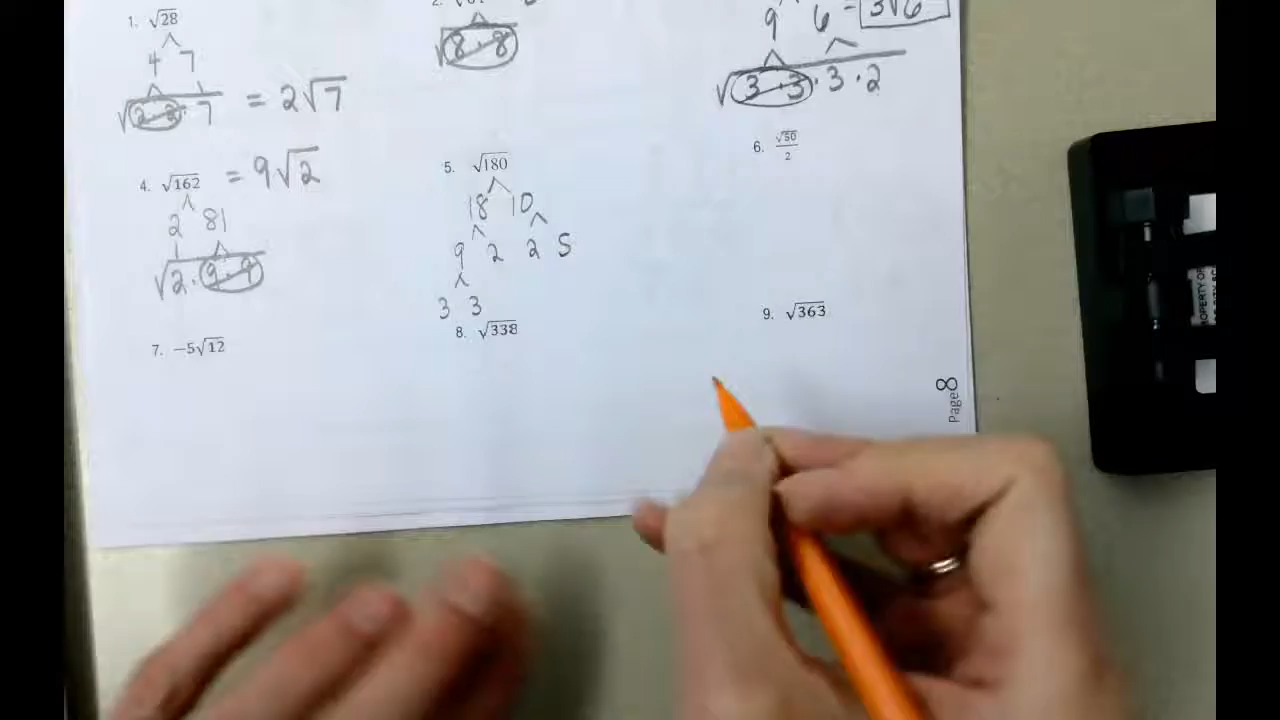 1. √28
4 7
√2·2·7 = 2√7
√8·8
9 6 = 3√6
√3·3·3·2
4. √162 = 9√2
2 81
√2·9·9
5. √180
18 10
9 2 2 5
3 3
6. √50/2
7. -5√12
8. √338
9. √363
Page 8